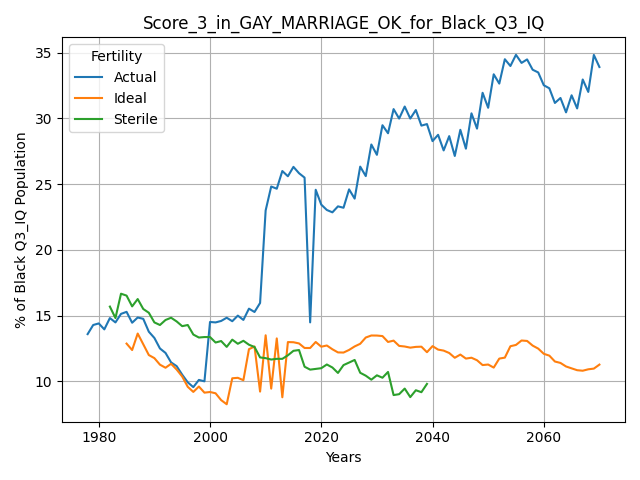 Score_3_in_GAY_MARRIAGE_OK_for_Black_Q3_IQ
Fertility
Actual
Ideal
Sterile
% of Black Q3_IQ Population
35
30
25
20
15
10
1980
2000
2020
2040
2060
Years